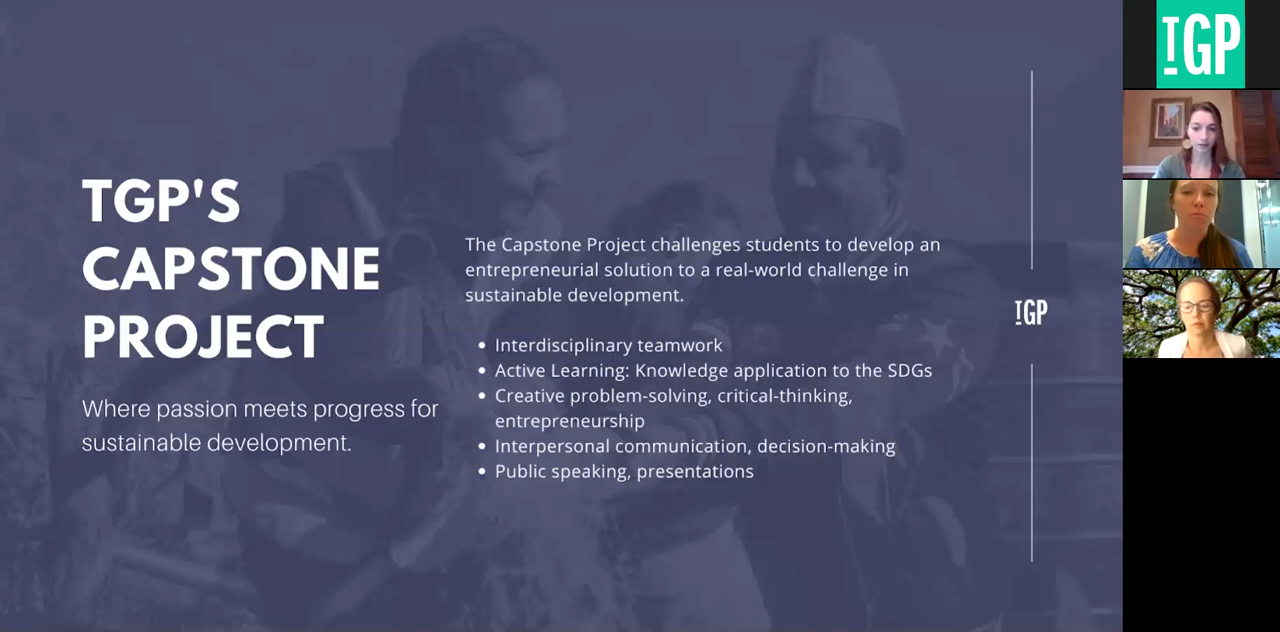 TGP'S
CAPSTONE
PROJECT
Where passion meets progress for
sustainable development.
The Capstone Project challenges students to develop an
entrepreneurial solution to a real-world challenge in
sustainable development.
• Interdisciplinary teamwork
• Active Learning: Knowledge application to the SDGs
• Creative problem-solving, critical-thinking,
entrepreneurship
• Interpersonal communication, decision-making
• Public speaking, presentations
TGP
TGP